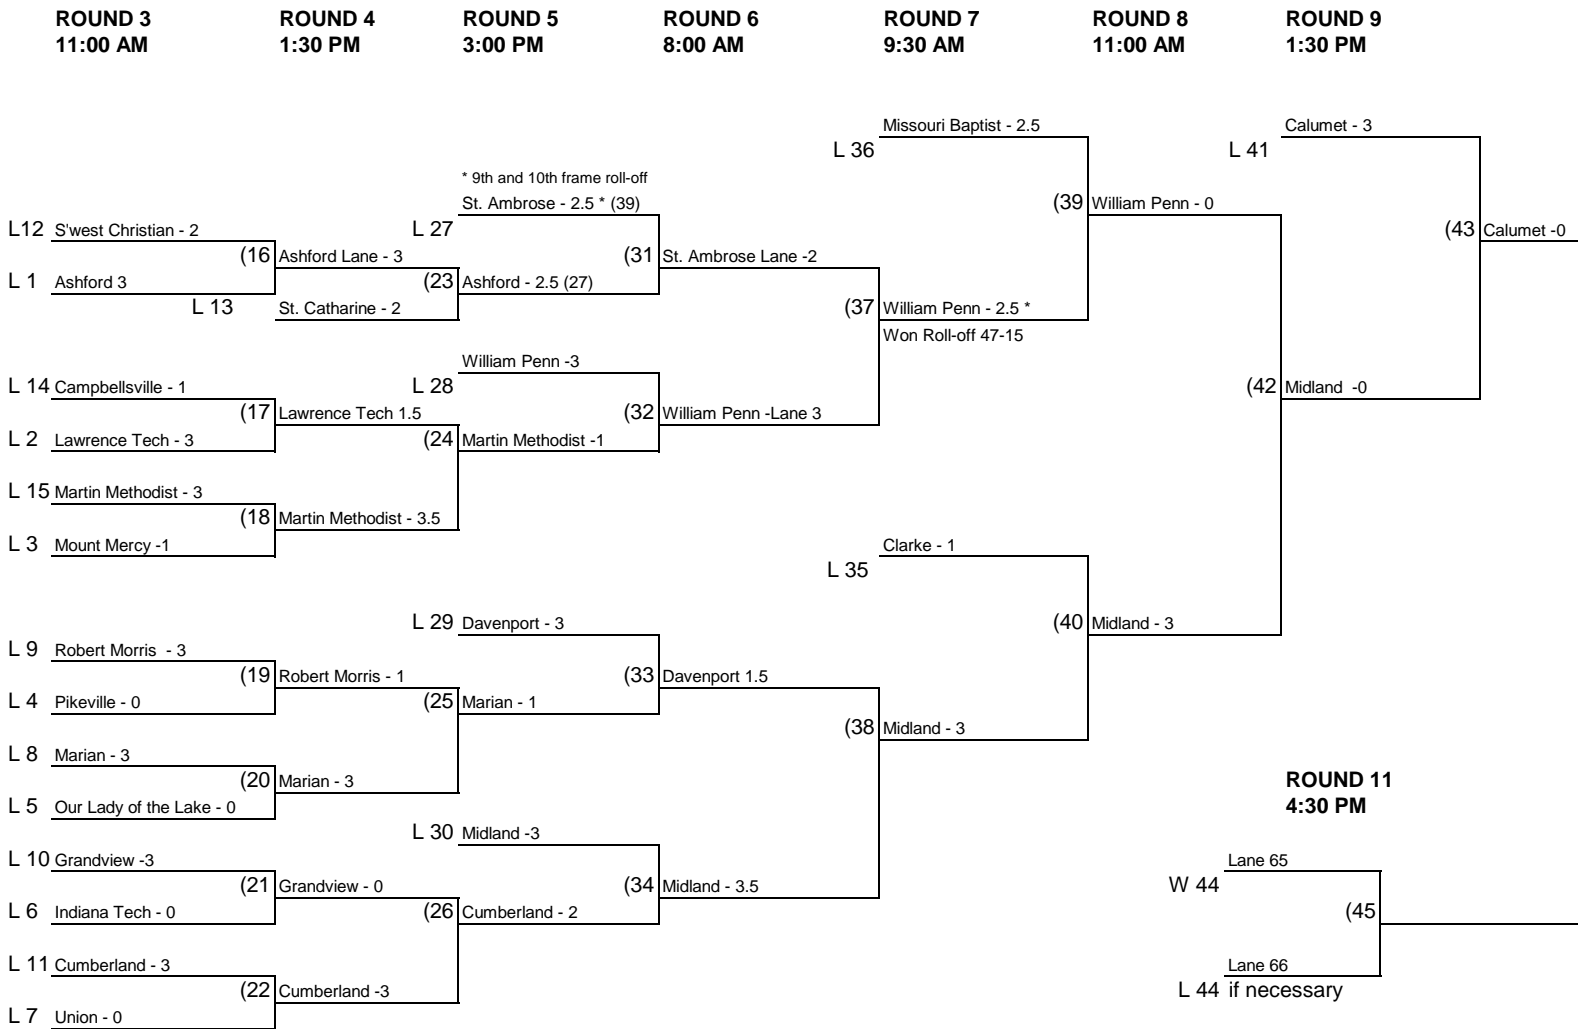 ROUND 3
11:00 AM
ROUND 4
1:30 PM
ROUND 5
3:00 PM
ROUND 6
8:00 AM
ROUND 7
9:30 AM
ROUND 8
11:00 AM
ROUND 9
1:30 PM
Missouri Baptist - 2.5
L 36
Calumet - 3
L 41
* 9th and 10th frame roll-off
St. Ambrose - 2.5 * (39)
L 27
(39 William Penn - 0
L12 S'west Christian - 2
(43 Calumet -0
(16 Ashford Lane - 3
(31 St. Ambrose Lane -2
L 1 Ashford 3
(23 Ashford - 2.5 (27)
L 13 St. Catharine - 2
(37 William Penn - 2.5 *
Won Roll-off 47-15
William Penn -3
L 28
L 14 Campbellsville - 1
(42 Midland -0
(17 Lawrence Tech 1.5
(32 William Penn -Lane 3
L 2 Lawrence Tech - 3
(24 Martin Methodist -1
L 15 Martin Methodist - 3
(18 Martin Methodist - 3.5
L 3 Mount Mercy -1
Clarke - 1
L 35
L 29 Davenport - 3
(40 Midland - 3
L 9 Robert Morris - 3
(19 Robert Morris - 1
(33 Davenport 1.5
L 4 Pikeville - 0
(25 Marian - 1
(38 Midland - 3
L 8 Marian - 3
(20 Marian - 3
L 5 Our Lady of the Lake - 0
ROUND 11
4:30 PM
L 30 Midland -3
L 10 Grandview -3
Lane 65
W 44
(21 Grandview - 0
(34 Midland - 3.5
L 6 Indiana Tech - 0
(26 Cumberland - 2
(45
L 11 Cumberland - 3
Lane 66
L 44 if necessary
(22 Cumberland -3
L 7 Union - 0